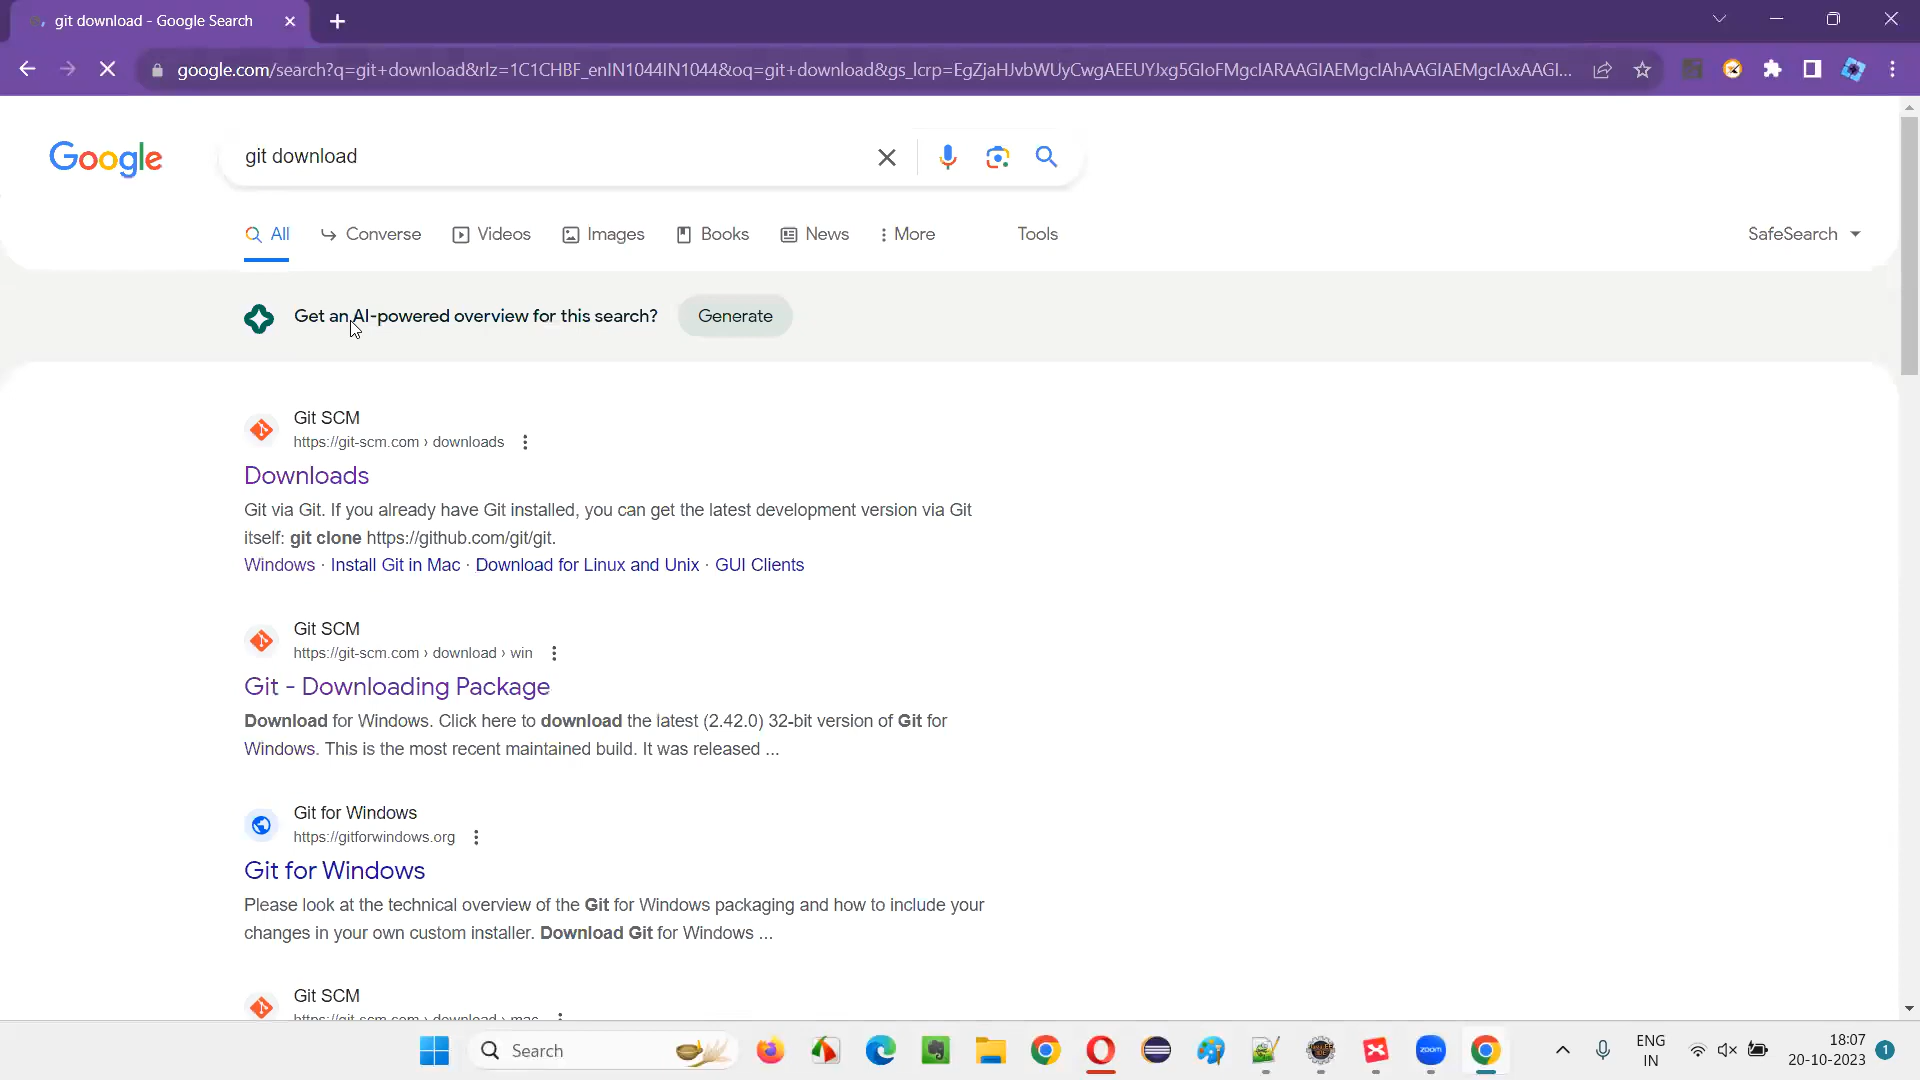 git download - Google Search
google.com/search?q=git+download&rlz=1C1CHBF_enIN1044IN1044&oq=git+download&gs_lcrp=EgZjaHJvbWUyCwgAEEUYJxg5GIoFMgcIARAAGIAEMgcIAhAAGIAEMgcIAxAAGI...
Google
git download
All
Converse
Videos
Images
Books
News
More
Tools
SafeSearch
Get an AI-powered overview for this search?
Generate
Git SCM
https://git-scm.com › downloads
Downloads
Git via Git. If you already have Git installed, you can get the latest development version via Git
itself: git clone https://github.com/git/git.
Windows · Install Git in Mac · Download for Linux and Unix · GUI Clients
Git SCM
https://git-scm.com › download › win
Git - Downloading Package
Download for Windows. Click here to download the latest (2.42.0) 32-bit version of Git for
Windows. This is the most recent maintained build. It was released ...
Git for Windows
https://gitforwindows.org
Git for Windows
Please look at the technical overview of the Git for Windows packaging and how to include your
changes in your own custom installer. Download Git for Windows ...
Git SCM
https://git-scm.com › download › mac
Search
zoom
ENG
IN
18:07
20-10-2023
1